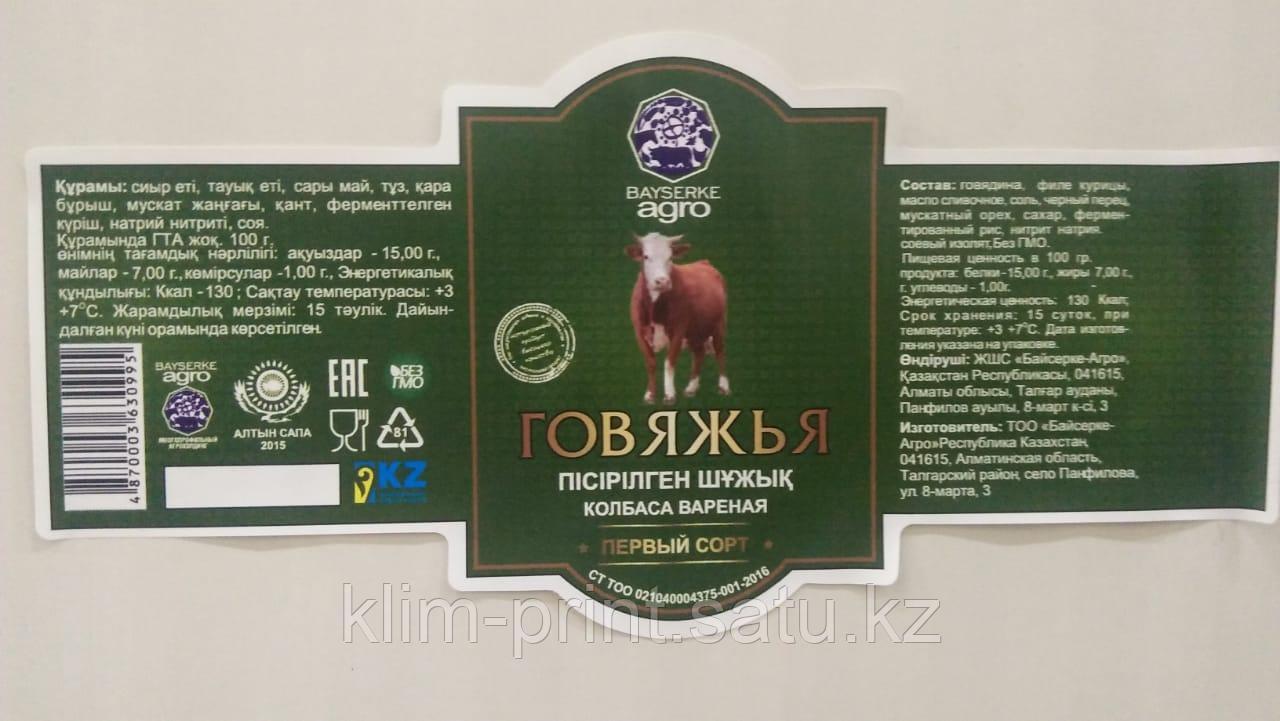 Құрамы: сиыр еті, тауық еті, сары май, тұз, қара
бұрыш, мускат жаңғағы, қант, ферменттелген
күріш, натрий нитриті, соя.
Құрамында ГТА жоқ. 100 г.
өнімнің тағамдық нәрлілігі: ақуыздар - 15,00 г.,
майлар - 7,00 г., көмірсулар -1,00 г., Энергетикалық
құндылығы: Ккал -130 ; Сақтау температурасы: +3
+7°С. Жарамдылық мерзімі: 15 тәулік. Дайын-
далған күні орамында көрсетілген.
4 870003 630995
BAYSERKE
agro
МНОГОПРОФИЛЬНЫЙ
АГРОХОЛДИНГ
АЛТЫН САПА
2015
EAC
БЕЗ
ГМО
81
KZ
BAYSERKE
agro
ГОВЯЖЬЯ
ПІСІРІЛГЕН ШҰЖЫҚ
КОЛБАСА ВАРЕНАЯ
ПЕРВЫЙ СОРТ
СТ ТОО 021040004375-001-2016
Состав: говядина, филе курицы,
масло сливочное, соль, черный перец,
мускатный орех, сахар, фермен-
тированный рис, нитрит натрия.
соевый изолят,Без ГМО.
Пищевая ценность в 100 гр.
продукта: белки -15,00 г., жиры 7,00 г.,
г. углеводы - 1,00г. -
Энергетическая ценность: 130 Ккал;
Срок хранения: 15 суток, при
температуре: +3 +7°С. Дата изготов-
ления указана на упаковке.
Өндіруші: ЖШС «Байсерке-Агро»,
Қазақстан Республикасы, 041615,
Алматы облысы, Талғар ауданы,
Панфилов ауылы, 8-март к-сі, 3
Изготовитель: ТОО «Байсерке-
Агро»Республика Казахстан,
041615, Алматинская область,
Талгарский район, село Панфилова,
ул. 8-марта, 3
klim-print.satu.kz